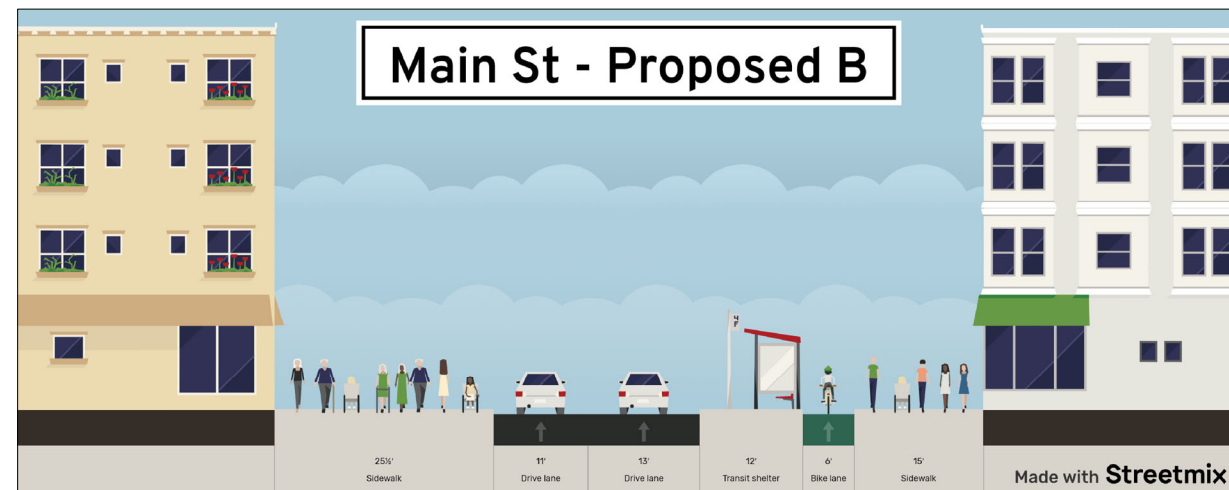 Main St - Proposed B
25½' 11' 13' 12' 6' 15'
Sidewalk Drive lane Drive lane Transit shelter Bike lane Sidewalk
Made with Streetmix